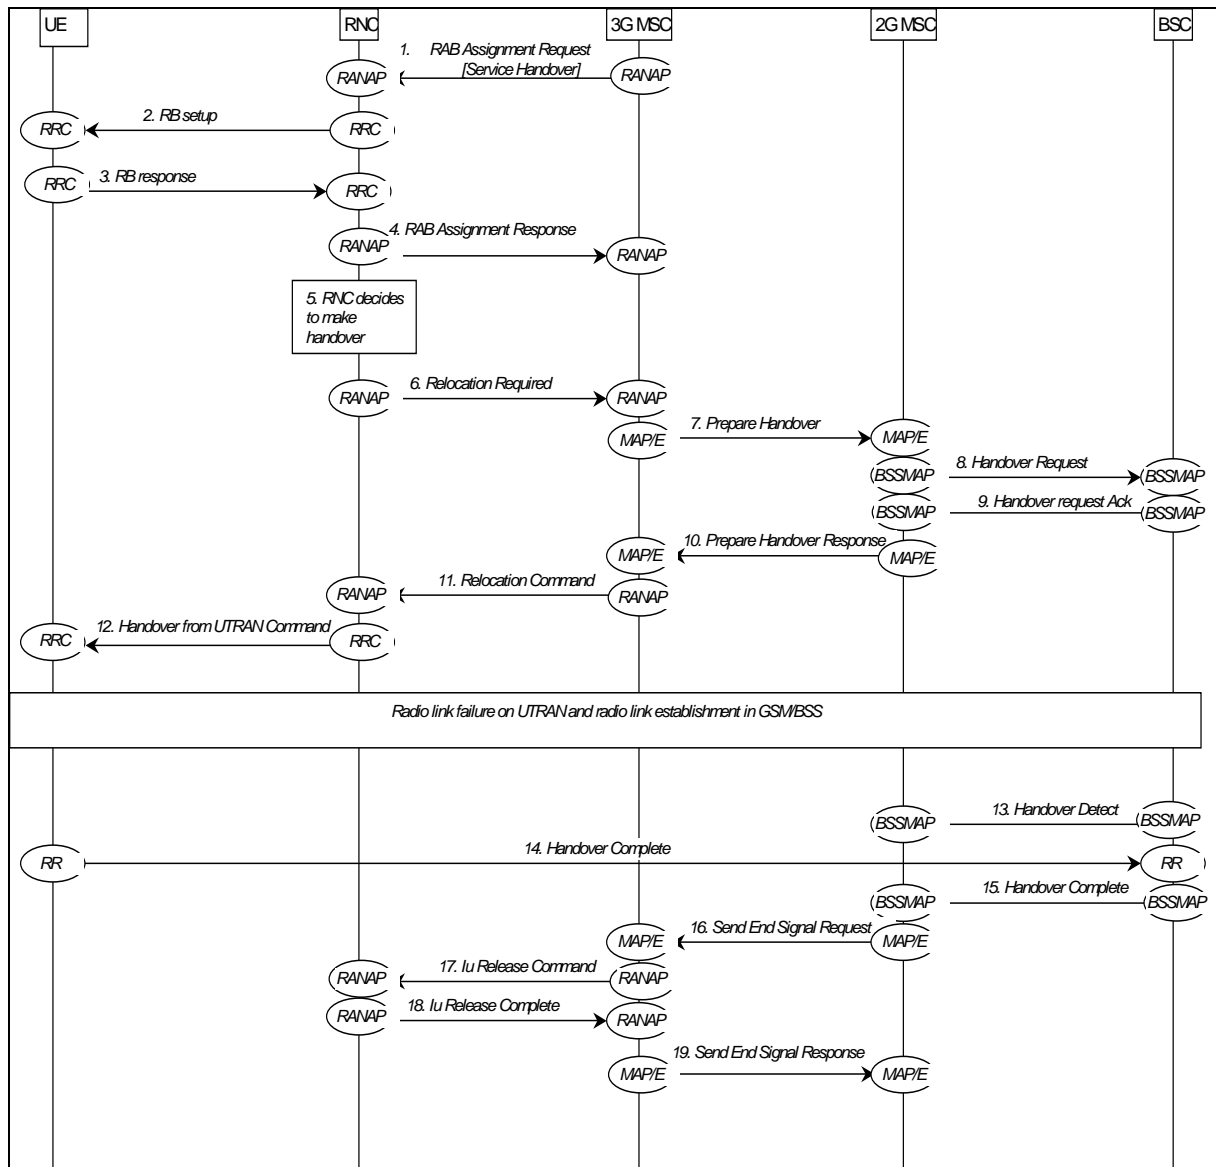 UE RNC 3G MSC 2G MSC BSC
1. RAB Assignment Request
[Service Handover]
RANAP RANAP
2. RB setup
RRC RRC
3. RB response
RRC RRC
4. RAB Assignment Response
RANAP RANAP
5. RNC decides
to make
handover
6. Relocation Required
RANAP RANAP
7. Prepare Handover
MAP/E MAP/E
8. Handover Request
BSSMAP BSSMAP
9. Handover request Ack
BSSMAP BSSMAP
10. Prepare Handover Response
MAP/E MAP/E
11. Relocation Command
RANAP RANAP
12. Handover from UTRAN Command
RRC RRC
Radio link failure on UTRAN and radio link establishment in GSM/BSS
13. Handover Detect
BSSMAP BSSMAP
14. Handover Complete
RR RR
15. Handover Complete
BSSMAP BSSMAP
16. Send End Signal Request
MAP/E MAP/E
17. Iu Release Command
RANAP RANAP
18. Iu Release Complete
RANAP RANAP
19. Send End Signal Response
MAP/E MAP/E